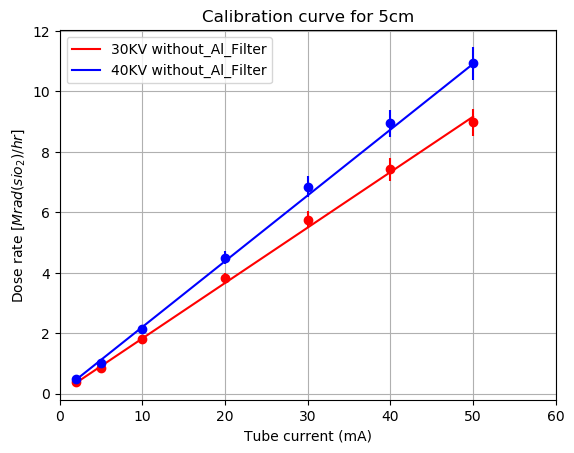 Calibration curve for 5cm
30KV without_Al_Filter
40KV without_Al_Filter
Dose rate [Mrad(sio₂)/hr]
12
10
8
6
4
2
0
0 10 20 30 40 50 60
Tube current (mA)